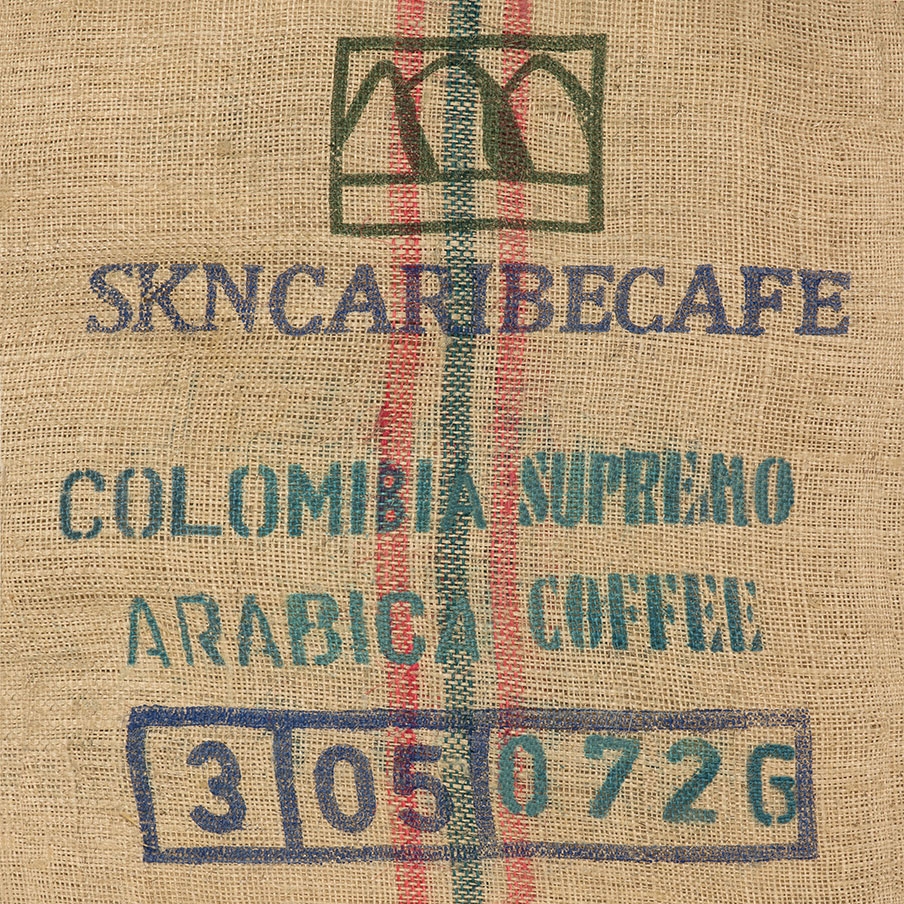 SKNCARIBECAFE
COLOMBIA SUPREMO
ARABICA COFFEE
3 05 072G